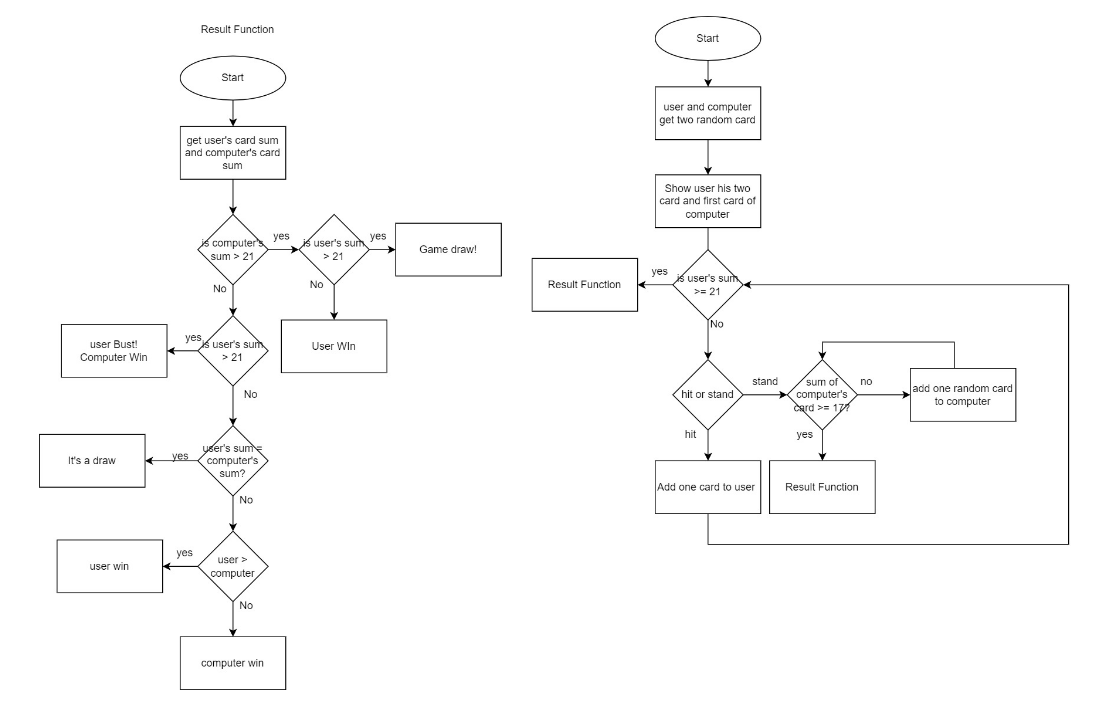 Result Function
Start
get user's card sum
and computer's card
sum
is computer's
sum > 21
yes
is user's sum
> 21
yes
Game draw!
No
No
User WIn
is user's sum
> 21
yes
user Bust!
Computer Win
No
user's sum =
computer's
sum?
yes
It's a draw
No
user >
computer
yes
user win
No
computer win
Start
user and computer
get two random card
Show user his two
card and first card of
computer
is user's sum
>= 21
yes
Result Function
No
hit or stand
stand
sum of
computer's
card >= 17?
no
add one random card
to computer
hit
yes
Add one card to user
Result Function